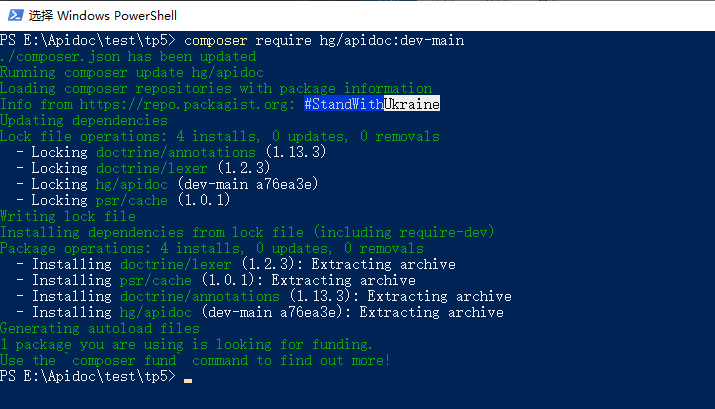 选择 Windows PowerShell
PS E:\Apidoc\test\tp5> composer require hg/apidoc:dev-main
./composer.json has been updated
Running composer update hg/apidoc
Loading composer repositories with package information
Info from https://repo.packagist.org: #StandWithUkraine
Updating dependencies
Lock file operations: 4 installs, 0 updates, 0 removals
  - Locking doctrine/annotations (1.13.3)
  - Locking doctrine/lexer (1.2.3)
  - Locking hg/apidoc (dev-main a76ea3e)
  - Locking psr/cache (1.0.1)
Writing lock file
Installing dependencies from lock file (including require-dev)
Package operations: 4 installs, 0 updates, 0 removals
  - Installing doctrine/lexer (1.2.3): Extracting archive
  - Installing psr/cache (1.0.1): Extracting archive
  - Installing doctrine/annotations (1.13.3): Extracting archive
  - Installing hg/apidoc (dev-main a76ea3e): Extracting archive
Generating autoload files
1 package you are using is looking for funding.
Use the `composer fund` command to find out more!
PS E:\Apidoc\test\tp5>